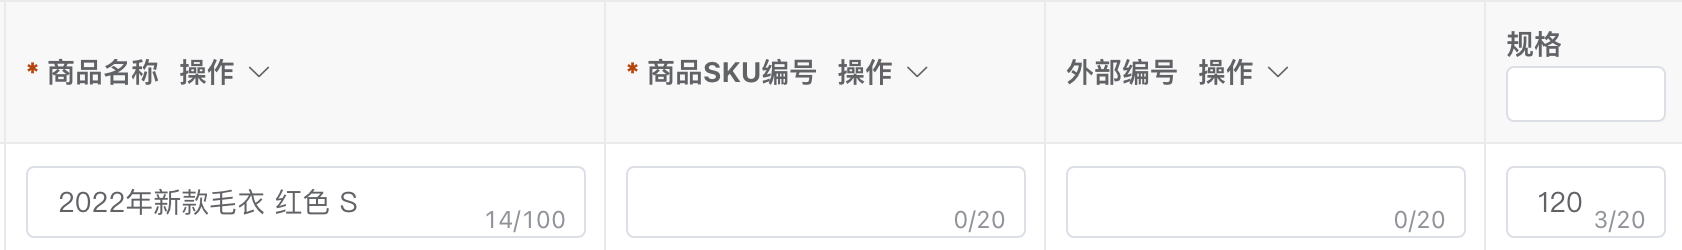 * 商品名称 操作
* 商品SKU编号 操作
外部编号 操作
规格
2022年新款毛衣 红色 S
14/100
0/20
0/20
120
3/20